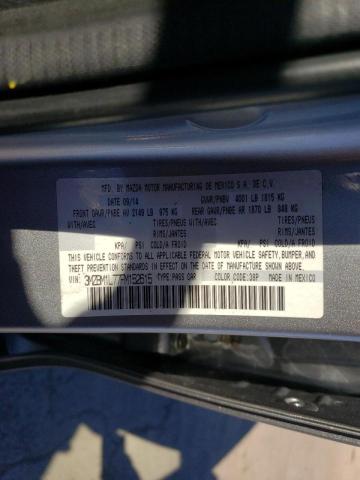 MFD. BY MAZDA MOTOR MANUFACTURING DE MEXICO S.A. DE C.V.
DATE 09/14 GVWR/PNBV 4001 LB 1815 KG
FRONT GAWR/PNBE AV 2149 LB 975 KG REAR GAWR/PNBE AR 1870 LB 848 KG
WITH/AVEC TIRES/PNEUS WITH/AVEC TIRES/PNEUS
RIMS/JANTES RIMS/JANTES
KPA/ PSI COLD/A FROID KPA/ PSI COLD/A FROID
THIS VEHICLE CONFORMS TO ALL APPLICABLE FEDERAL MOTOR VEHICLE SAFETY, BUMPER, AND
THEFT PREVENTION STANDARDS IN EFFECT ON THE DATE OF MANUFACTURE SHOWN ABOVE.
VIN: 3MZBM1L77FM152615 TYPE: PASS CAR COLOR CODE: 38P MADE IN MEXICO